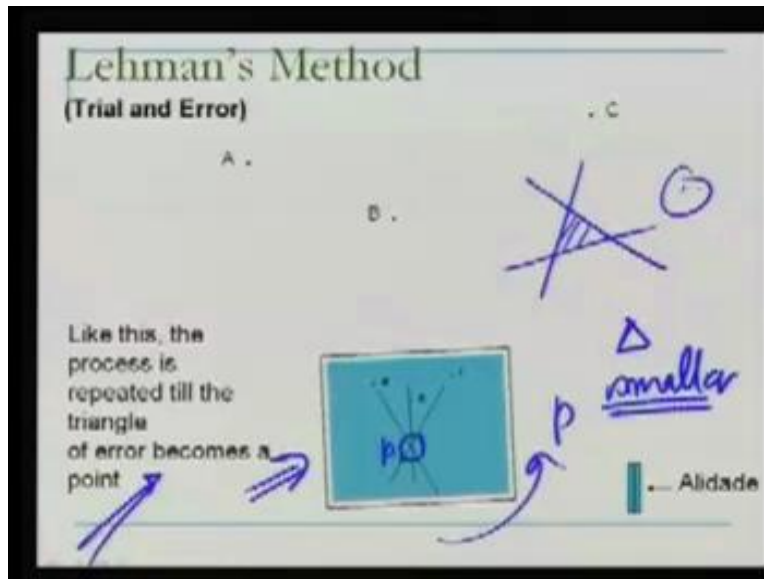 Lehman's Method
(Trial and Error)
. C
A .
B .
Like this, the
process is
repeated till the
triangle
of error becomes a
point
p
p
Δ
smaller
Alidade